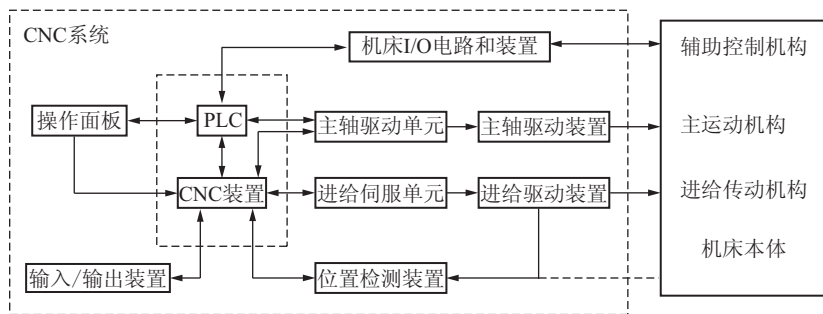 CNC系统
机床I/O电路和装置
辅助控制机构
操作面板
PLC
主轴驱动单元
主轴驱动装置
主运动机构
CNC装置
进给伺服单元
进给驱动装置
进给传动机构
机床本体
输入/输出装置
位置检测装置